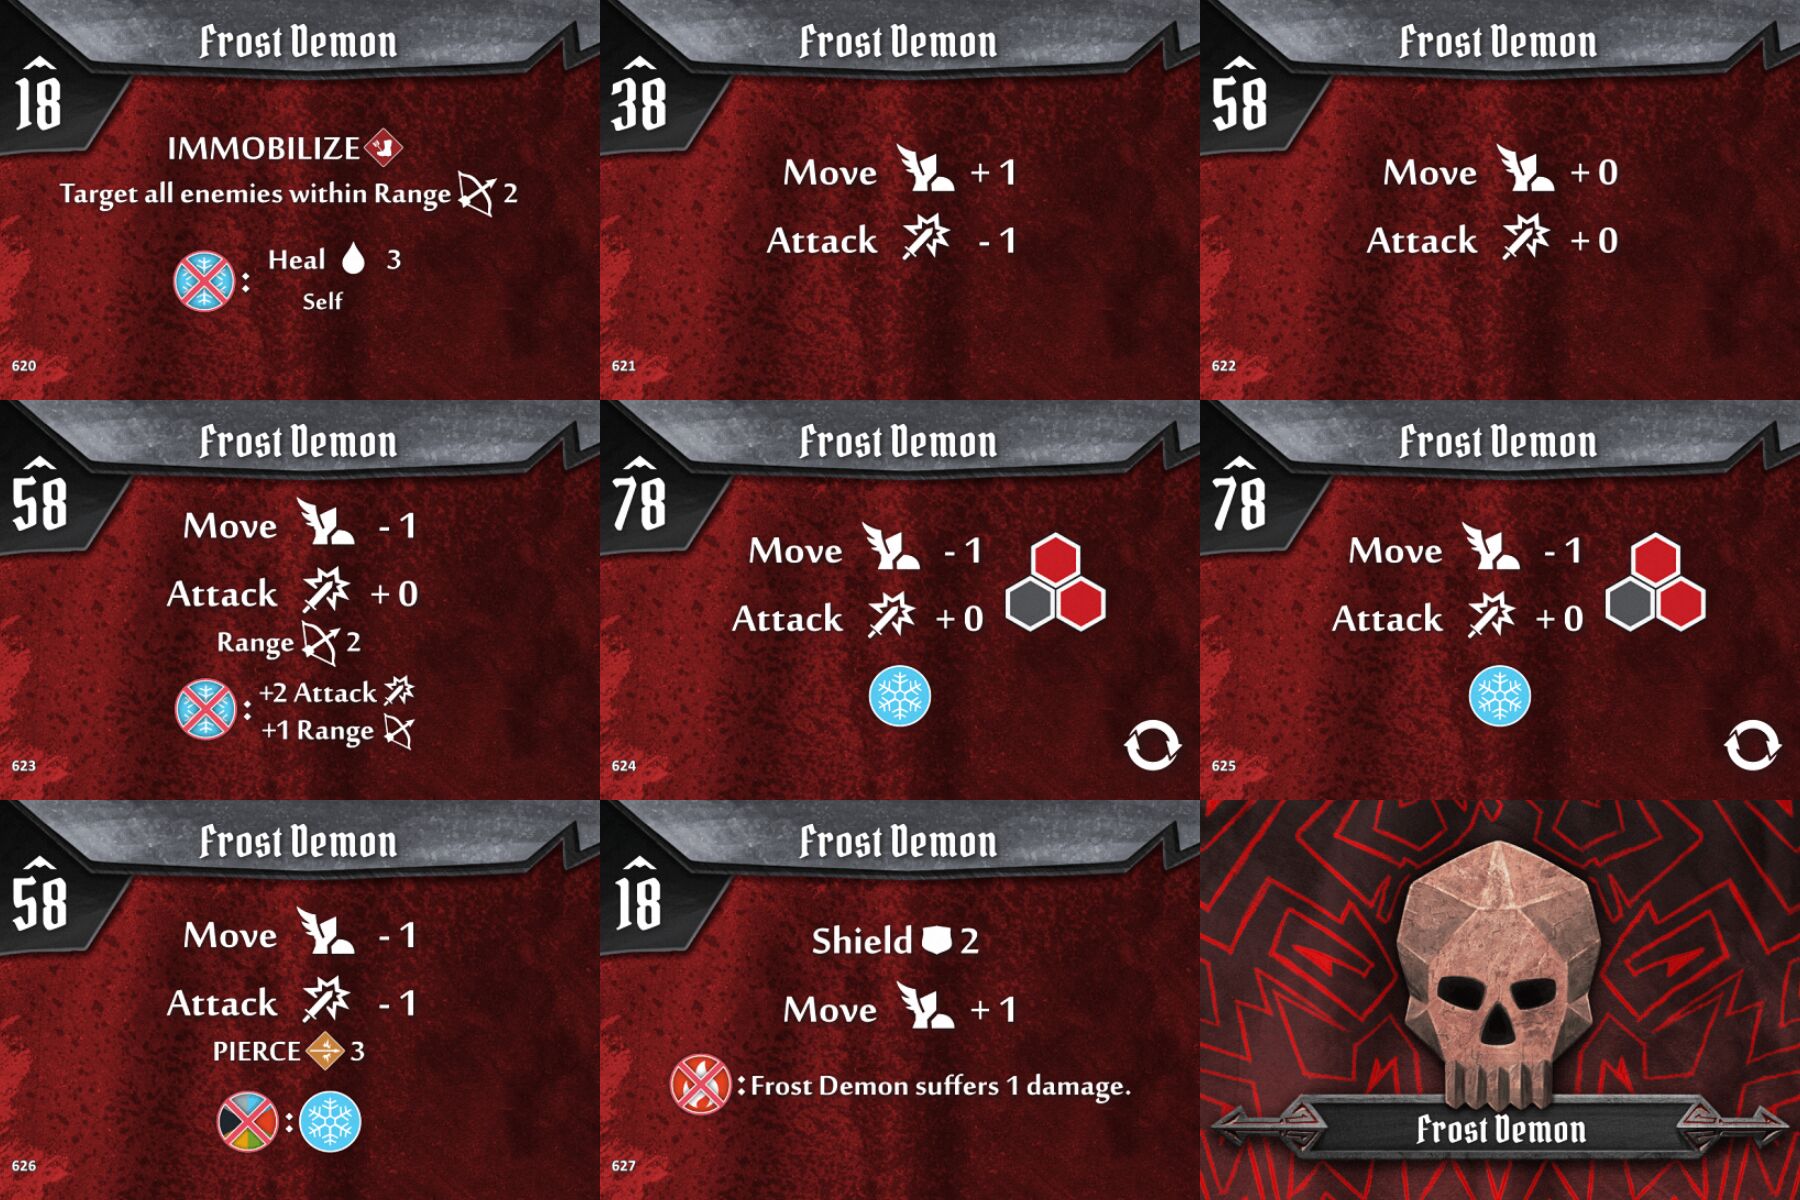 Frost Demon
18
IMMOBILIZE
Target all enemies within Range 2
: Heal 3
Self
620
Frost Demon
38
Move + 1
Attack - 1
621
Frost Demon
58
Move + 0
Attack + 0
622
Frost Demon
58
Move - 1
Attack + 0
Range 2
: +2 Attack
+1 Range
623
Frost Demon
78
Move - 1
Attack + 0
624
Frost Demon
78
Move - 1
Attack + 0
625
Frost Demon
58
Move - 1
Attack - 1
PIERCE 3
:
626
Frost Demon
18
Shield 2
Move + 1
: Frost Demon suffers 1 damage.
627
Frost Demon